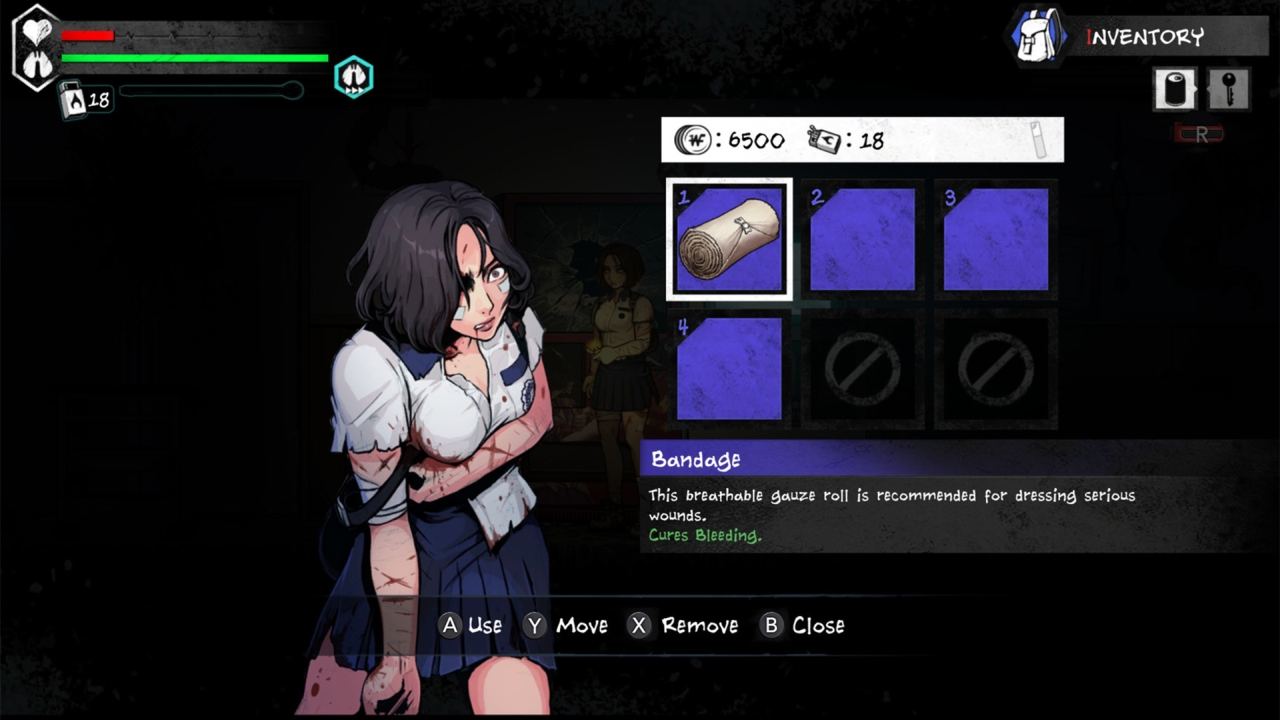 18
INVENTORY
R
₩: 6500 : 18
1 2 3
4
Bandage
This breathable gauze roll is recommended for dressing serious
wounds.
Cures Bleeding.
A Use Y Move X Remove B Close